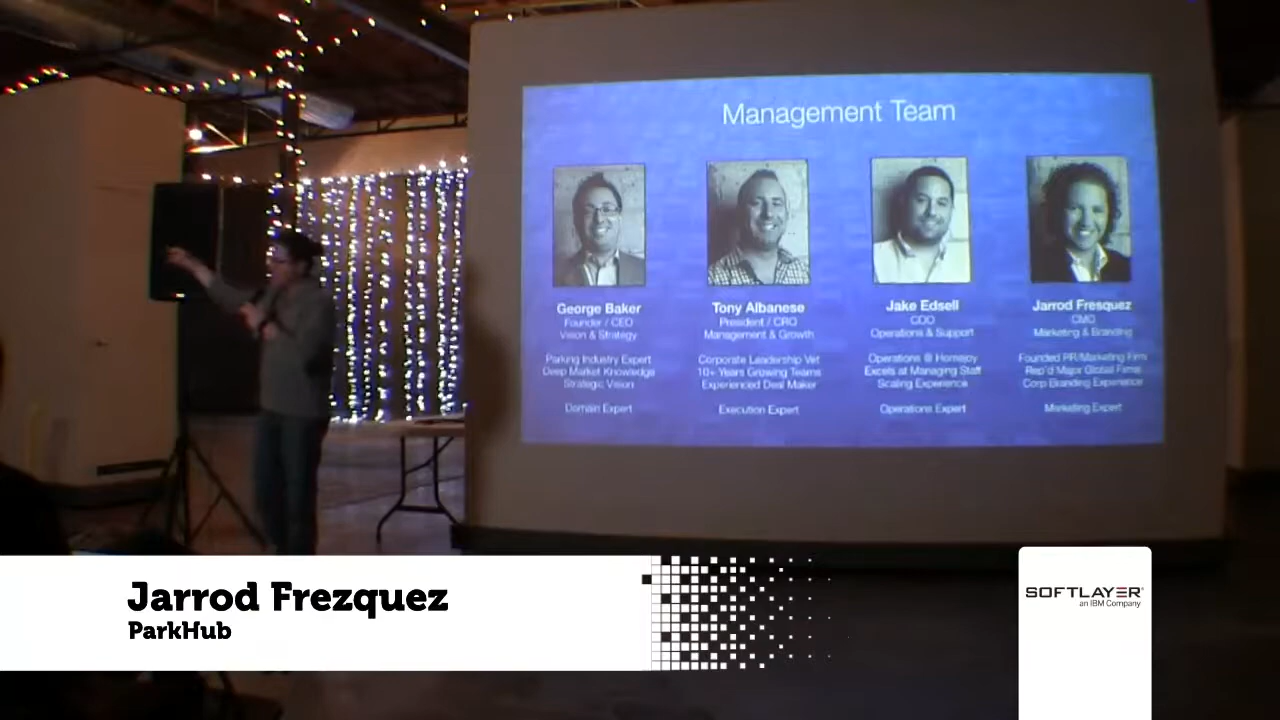 Management Team
George Baker
Founder / CEO
Vision & Strategy
Parking Industry Expert
Deep Market Knowledge
Strategic Vision
Domain Expert
Tony Albanese
President / CRO
Management & Growth
Corporate Leadership Vet
10+ Years Growing Teams
Experienced Deal Maker
Execution Expert
Jake Edsell
COO
Operations & Support
Operations @ Homejoy
Excels at Managing Staff
Scaling Experience
Operations Expert
Jarrod Fresquez
CMO
Marketing & Branding
Founded PR/Marketing Firm
Rep'd Major Global Firms
Corp Branding Experience
Marketing Expert
Jarrod Frezquez
ParkHub
SOFTLAYER®
an IBM Company